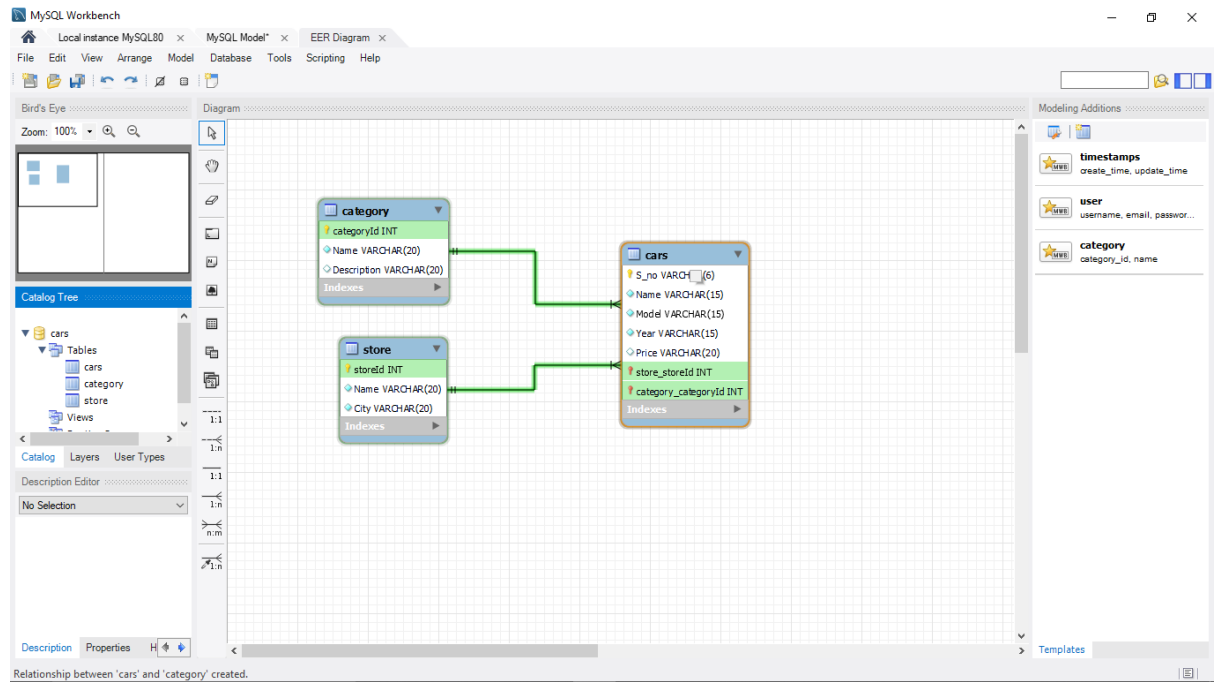 MySQL Workbench
Local instance MySQL80 × MySQL Model* × EER Diagram ×
File Edit View Arrange Model Database Tools Scripting Help
Bird's Eye
Zoom: 100%
Catalog Tree
cars
Tables
cars
category
store
Views
Catalog Layers User Types
Description Editor
No Selection
Description Properties H
Diagram
1:1
1:n
1:1
1:n
n:m
1:n
category
categoryId INT
Name VARCHAR(20)
Description VARCHAR(20)
Indexes
store
storeId INT
Name VARCHAR(20)
City VARCHAR(20)
Indexes
cars
S_no VARCH (6)
Name VARCHAR(15)
Model VARCHAR(15)
Year VARCHAR(15)
Price VARCHAR(20)
store_storeId INT
category_categoryId INT
Indexes
Modeling Additions
timestamps
create_time, update_time
user
username, email, passwor...
category
category_id, name
Templates
Relationship between 'cars' and 'category' created.